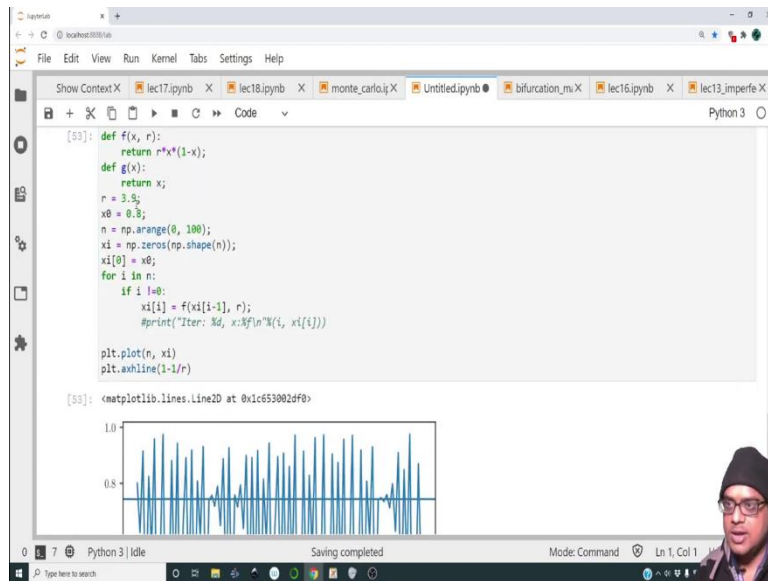 JupyterLab
localhost:8888/lab
File Edit View Run Kernel Tabs Settings Help
Show Context lec17.ipynb lec18.ipynb monte_carlo.ip Untitled.ipynb bifurcation_m lec16.ipynb lec13_imperfe
Code Python 3
[53]: def f(x, r):
return r*x*(1-x);
def g(x):
return x;
r = 3.9;
x0 = 0.8;
n = np.arange(0, 100);
xi = np.zeros(np.shape(n));
xi[0] = x0;
for i in n:
if i !=0:
xi[i] = f(xi[i-1], r);
#print("Iter: %d, x:%f\n"%(i, xi[i]))
plt.plot(n, xi)
plt.axhline(1-1/r)
[53]: <matplotlib.lines.Line2D at 0x1c653002df0>
1.0
0.8
0 7 Python 3 | Idle Saving completed Mode: Command Ln 1, Col 1
Type here to search